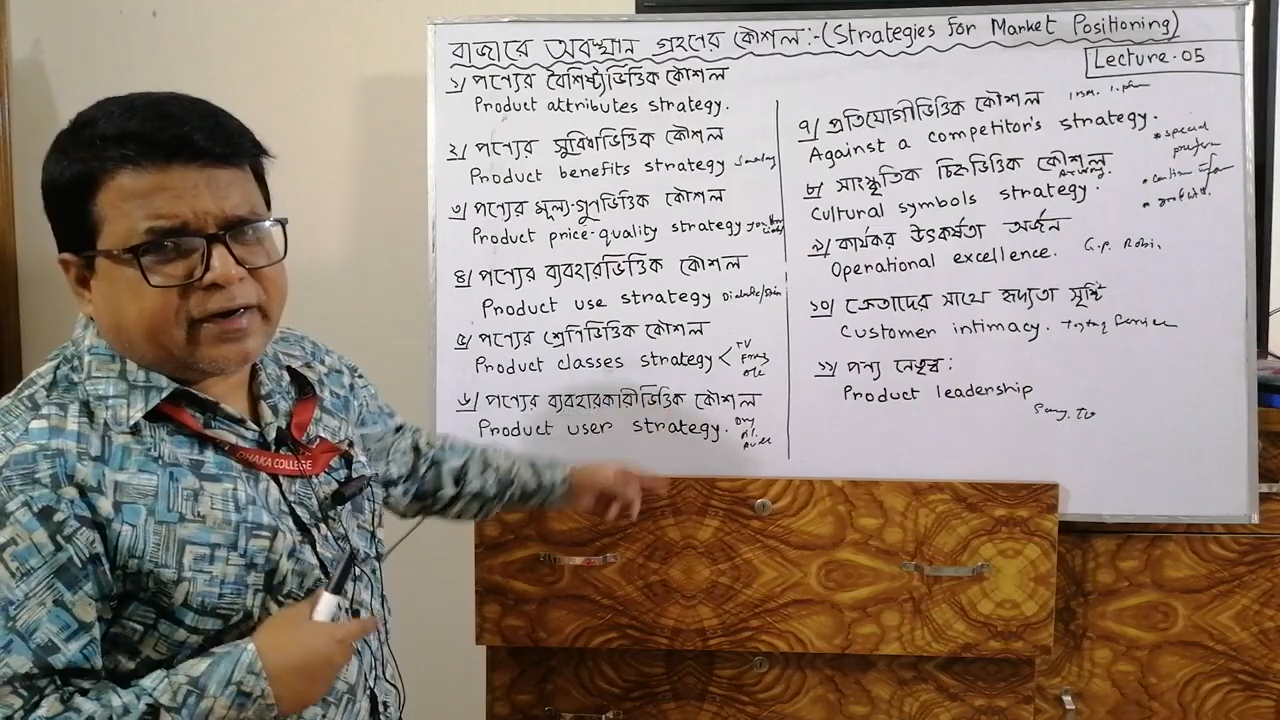 বাজারে অবস্থান গ্রহণের কৌশল:-(Strategies for Market Positioning)
Lecture-05
১/ পণ্যের বৈশিষ্ট্যভিত্তিক কৌশল
Product attributes strategy.
২/ পণ্যের সুবিধাভিত্তিক কৌশল
Product benefits strategy
৩/ পণ্যের মূল্য-গুনভিত্তিক কৌশল
Product price-quality strategy
৪/ পণ্যের ব্যবহারভিত্তিক কৌশল
Product use strategy
৫/ পণ্যের শ্রেণিভিত্তিক কৌশল
Product classes strategy < TV
৬/ পণ্যের ব্যবহারকারীভিত্তিক কৌশল
Product user strategy.
৭/ প্রতিযোগীভিত্তিক কৌশল
Against a competitor's strategy.
* special
৮/ সাংস্কৃতিক চিহ্নভিত্তিক কৌশল
Cultural symbols strategy.
৯/ কার্যকর উৎকর্ষতা অর্জন
Operational excellence. G.p. Robi.
১০/ ক্রেতাদের সাথে হৃদ্যতা সৃষ্টি
Customer intimacy.
১১/ পণ্য নেতৃত্ব:
Product leadership
DHAKA COLLEGE